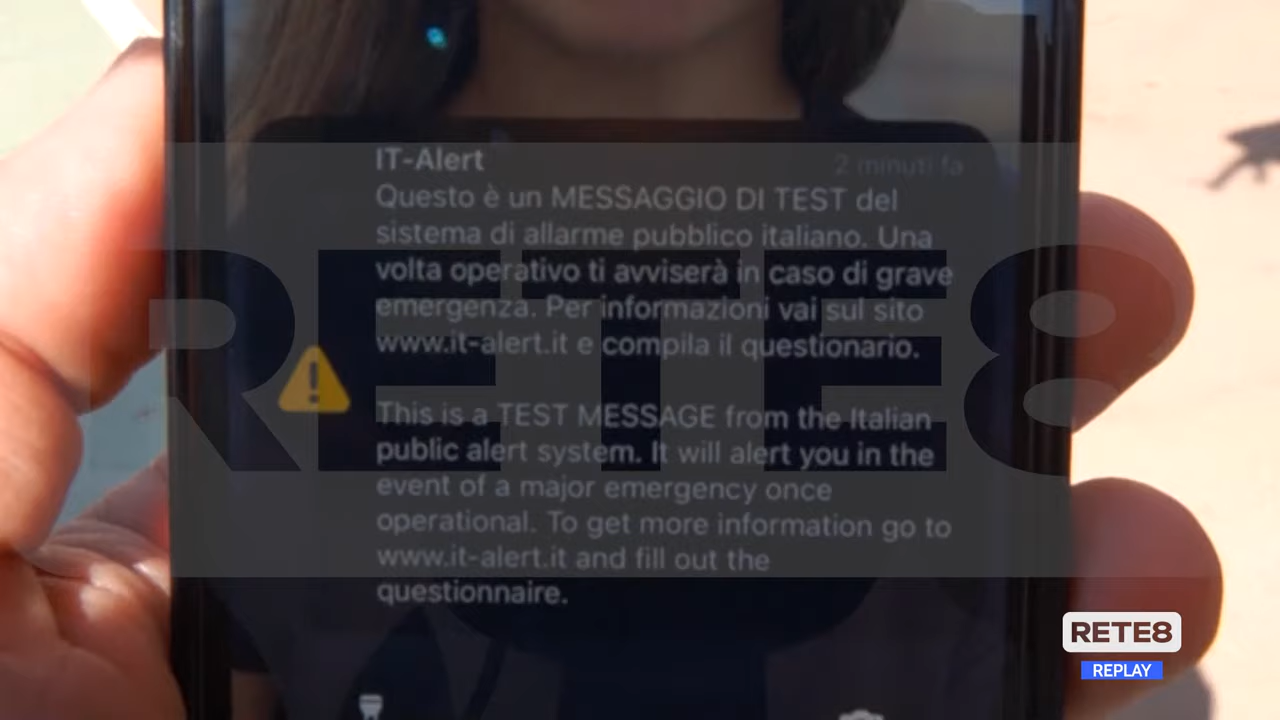 IT-Alert
2 minuti fa
Questo è un MESSAGGIO DI TEST del
sistema di allarme pubblico italiano. Una
volta operativo ti avviserà in caso di grave
emergenza. Per informazioni vai sul sito
www.it-alert.it e compila il questionario.
This is a TEST MESSAGE from the Italian
public alert system. It will alert you in the
event of a major emergency once
operational. To get more information go to
www.it-alert.it and fill out the
questionnaire.
RETE8
RETE8
REPLAY